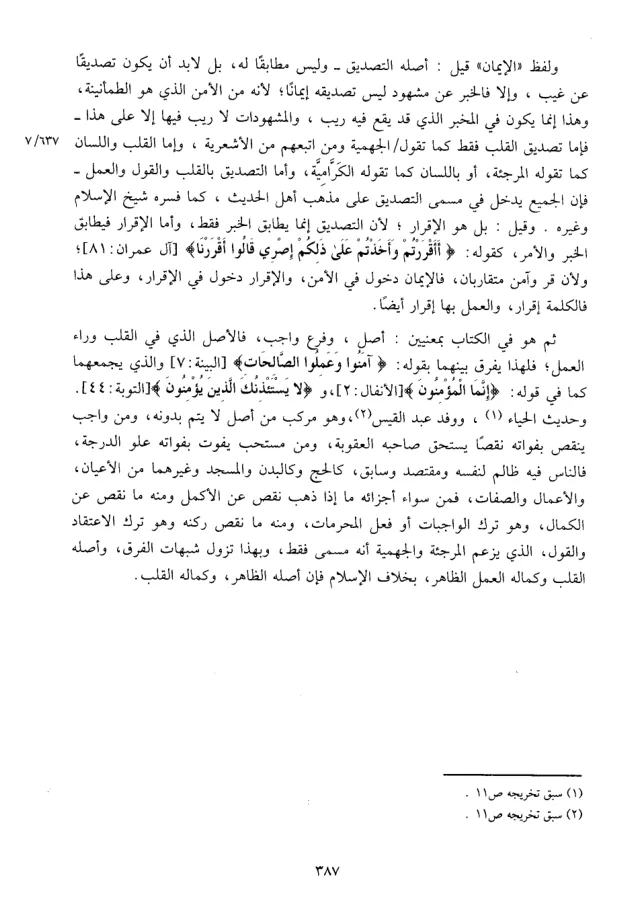 ولفظ «الإيمان» قيل : أصله التصديق ـ وليس مطابقًا له، بل لابد أن يكون تصديقًا
عن غيب ، وإلا فالخبر عن مشهود ليس تصديقه إيمانًا؛ لأنه من الأمن الذي هو الطمأنينة،
وهذا إنما يكون في المخبر الذي قد يقع فيه ريب ، والمشهودات لا ريب فيها إلا على هذا ـ
٧/٦٣٧ فإما تصديق القلب فقط كما تقول/ الجهمية ومن اتبعهم من الأشعرية ، وإما القلب واللسان
كما تقوله المرجئة، أو باللسان كما تقوله الكَرَّامِيَّة، وأما التصديق بالقلب والقول والعمل ـ
فإن الجميع يدخل في مسمى التصديق على مذهب أهل الحديث ، كما فسره شيخ الإسلام
وغيره . وقيل : بل هو الإقرار ؛ لأن التصديق إنما يطابق الخبر فقط، وأما الإقرار فيطابق
الخبر والأمر، كقوله: ﴿ أَأَقْرَرْتُمْ وَأَخَذْتُمْ عَلَىٰ ذَلِكُمْ إِصْرِي قَالُوا أَقْرَرْنَا﴾ [آل عمران:٨١]؛
ولأن قر وآمن متقاربان، فالإيمان دخول في الأمن، والإقرار دخول في الإقرار، وعلى هذا
فالكلمة إقرار، والعمل بها إقرار أيضًا.
ثم هو في الكتاب بمعنيين : أصل ، وفرع واجب، فالأصل الذي في القلب وراء
العمل؛ فلهذا يفرق بينهما بقوله: ﴿ آمَنُوا وَعَمِلُوا الصَّالِحَات﴾ [البينة:٧] والذي يجمعهما
كما في قوله: ﴿إِنَّمَا الْمُؤْمِنُونَ ﴾[الأنفال:٢]،و ﴿لا يَسْتَئْذِنُكَ الَّذِينَ يُؤْمِنُونَ ﴾[التوبة:٤٤].
وحديث الحياء (١) ، ووفد عبد القيس(٢)،وهو مركب من أصل لا يتم بدونه، ومن واجب
ينقص بفواته نقصًا يستحق صاحبه العقوبة، ومن مستحب يفوت بفواته علو الدرجة،
فالناس فيه ظالم لنفسه ومقتصد وسابق، كالحج وكالبدن والمسجد وغيرهما من الأعيان،
والأعمال والصفات، فمن سواء أجزائه ما إذا ذهب نقص عن الأكمل ومنه ما نقص عن
الكمال، وهو ترك الواجبات أو فعل المحرمات، ومنه ما نقص ركنه وهو ترك الاعتقاد
والقول، الذي يزعم المرجئة والجهمية أنه مسمى فقط، وبهذا تزول شبهات الفرق، وأصله
القلب وكماله العمل الظاهر، بخلاف الإسلام فإن أصله الظاهر، وكماله القلب.
(١) سبق تخريجه ص١١ .
(٢) سبق تخريجه ص١١ .
٣٨٧